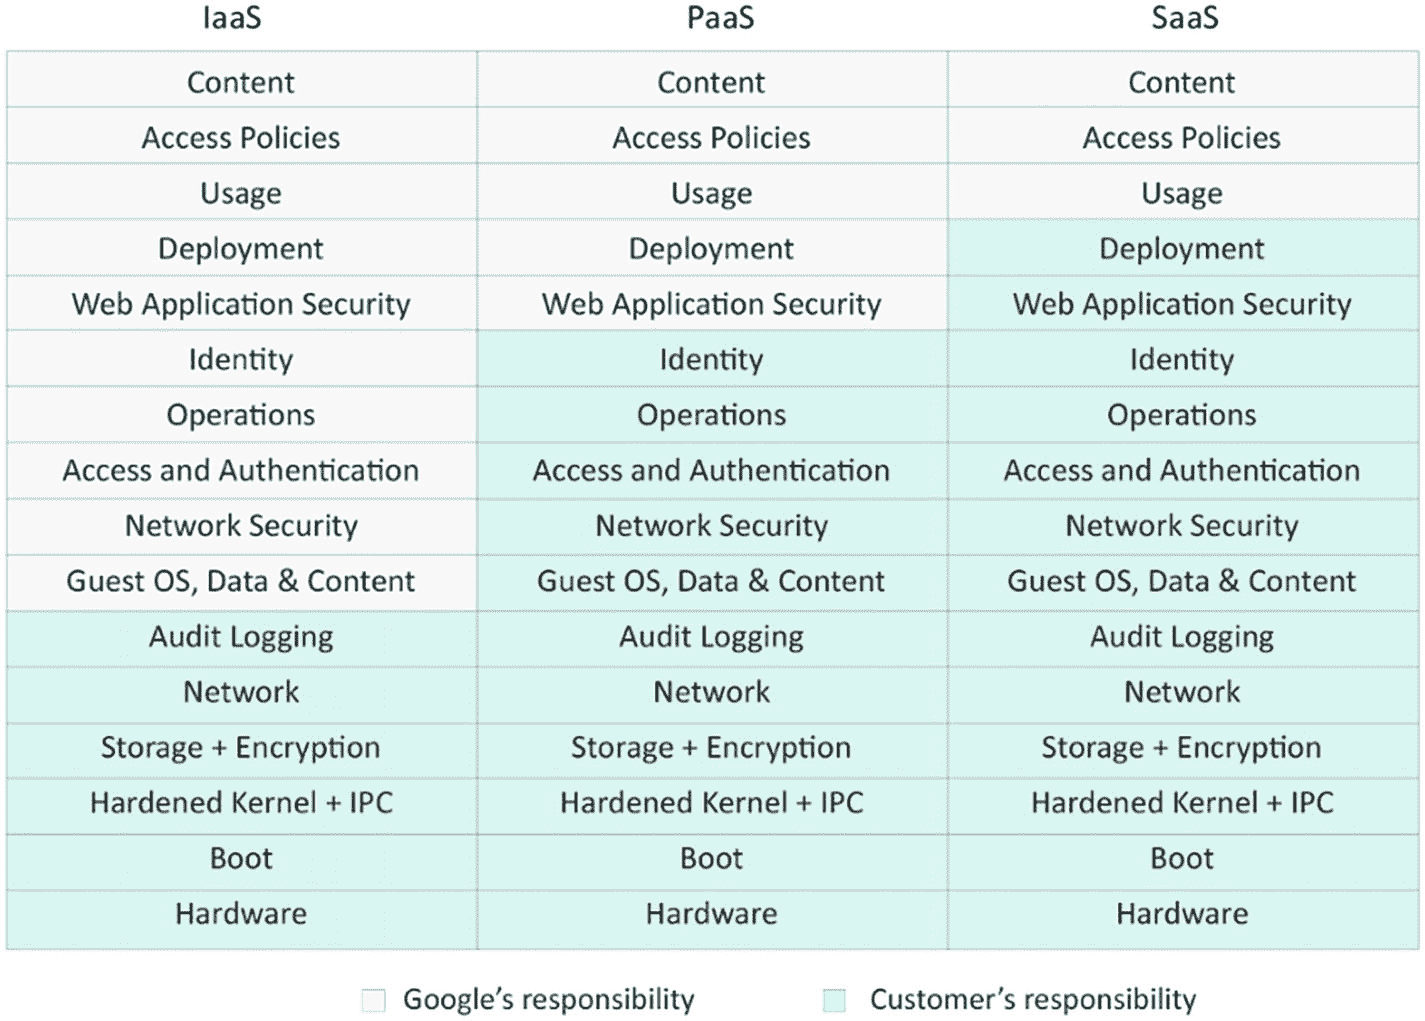 IaaS PaaS SaaS
Content Content Content
Access Policies Access Policies Access Policies
Usage Usage Usage
Deployment Deployment Deployment
Web Application Security Web Application Security Web Application Security
Identity Identity Identity
Operations Operations Operations
Access and Authentication Access and Authentication Access and Authentication
Network Security Network Security Network Security
Guest OS, Data & Content Guest OS, Data & Content Guest OS, Data & Content
Audit Logging Audit Logging Audit Logging
Network Network Network
Storage + Encryption Storage + Encryption Storage + Encryption
Hardened Kernel + IPC Hardened Kernel + IPC Hardened Kernel + IPC
Boot Boot Boot
Hardware Hardware Hardware
Google's responsibility Customer's responsibility